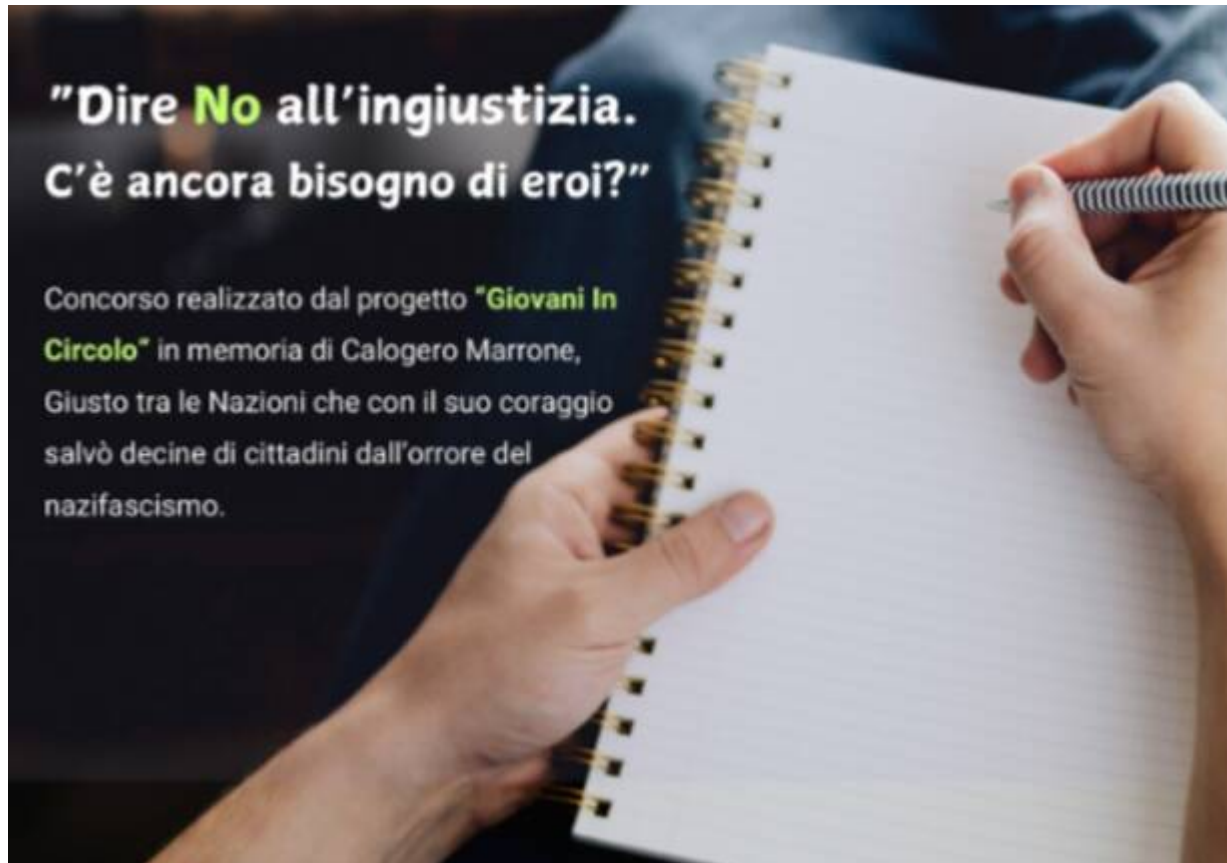 "Dire No all'ingiustizia.
C'è ancora bisogno di eroi?"
Concorso realizzato dal progetto "Giovani In
Circolo" in memoria di Calogero Marrone,
Giusto tra le Nazioni che con il suo coraggio
salvò decine di cittadini dall'orrore del
nazifascismo.